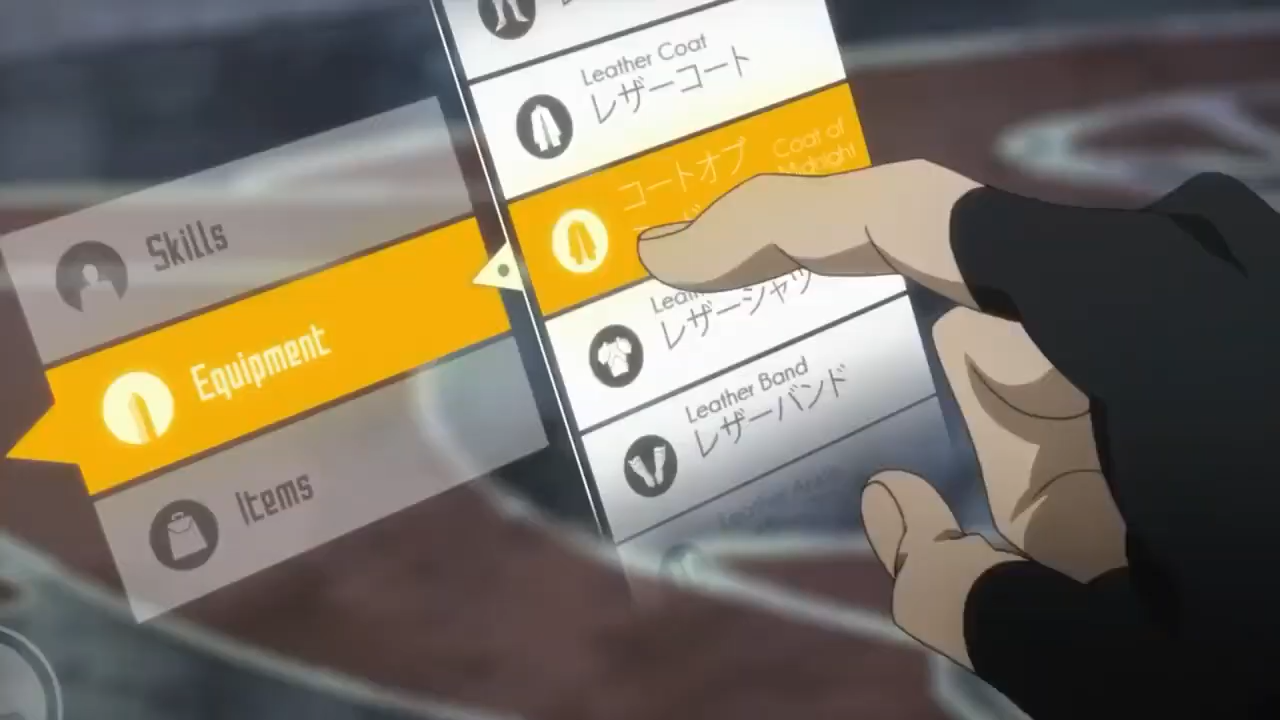 Skills
Equipment
Items
Leather Coat
レザーコート
コートオブ
Coat of
Midnight
レザーシャツ
Leather Band
レザーバンド